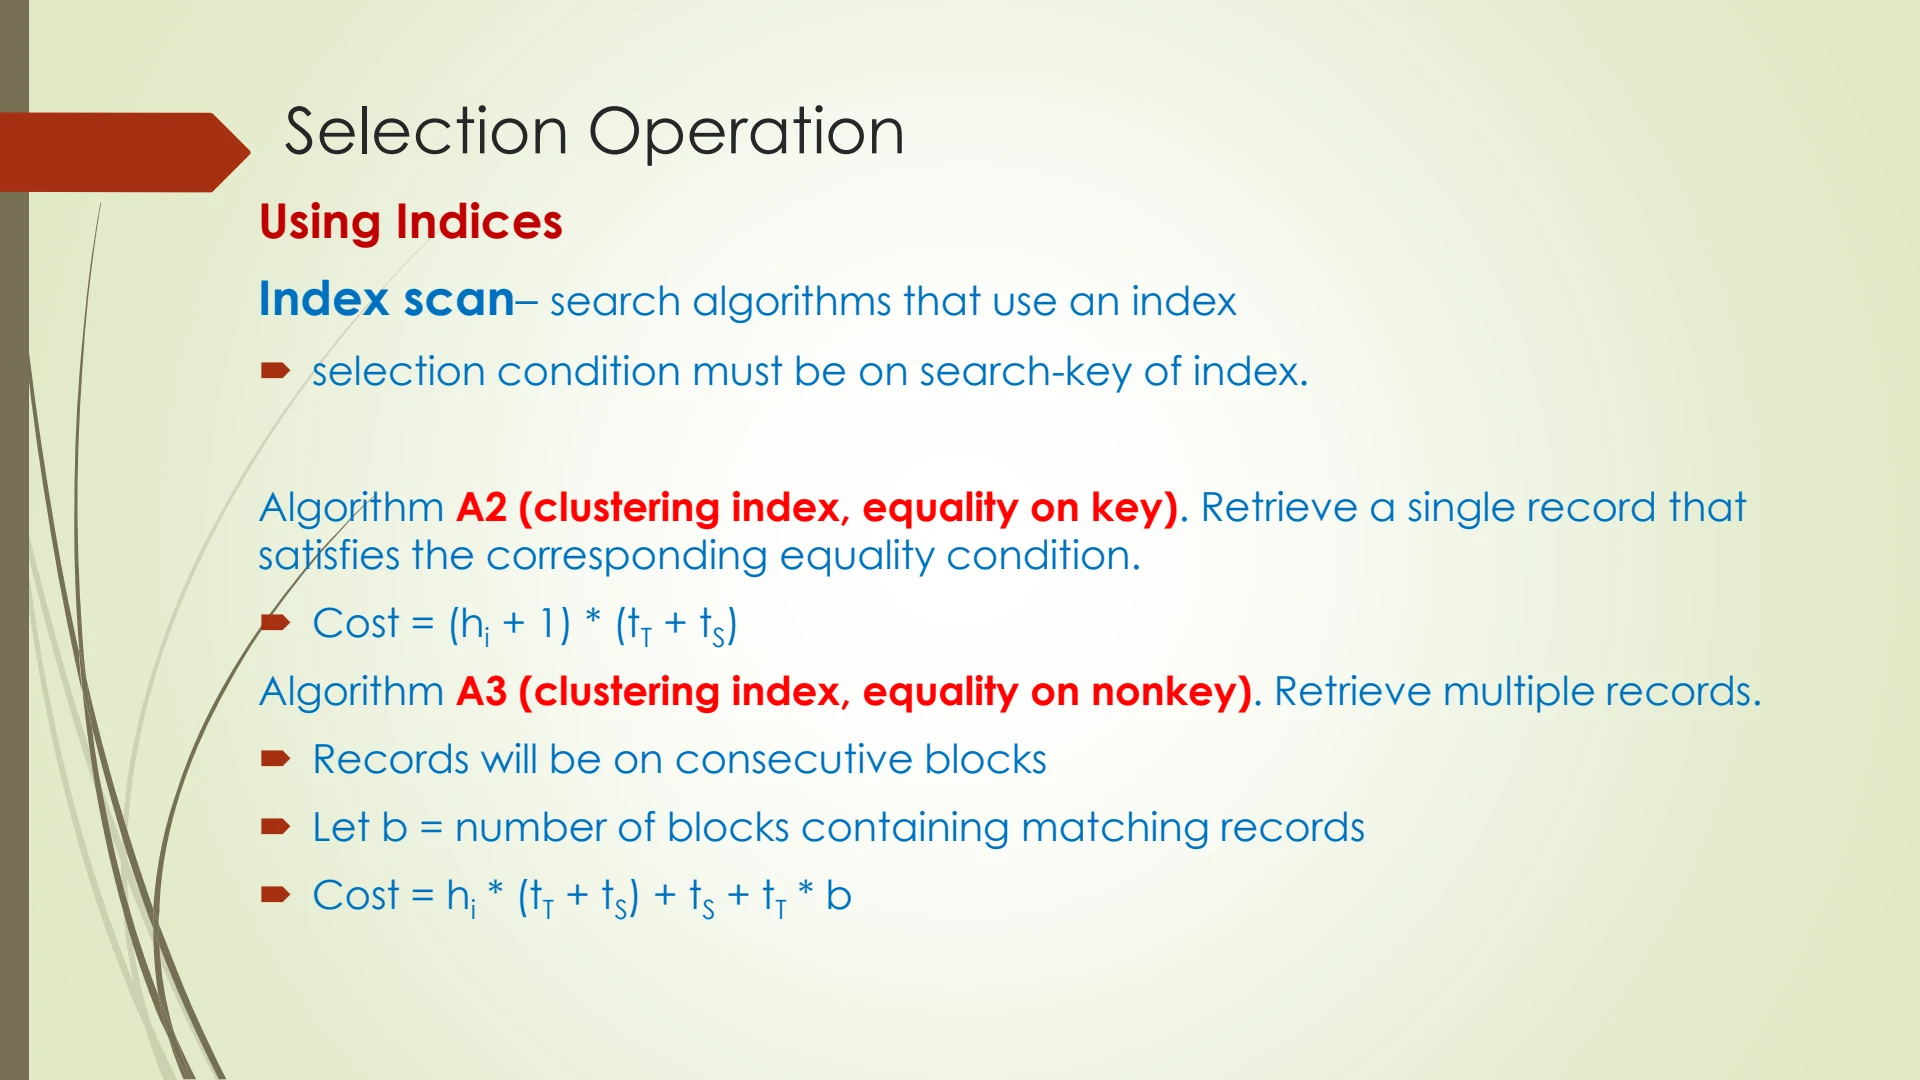 Selection Operation
Using Indices
Index scan– search algorithms that use an index
selection condition must be on search-key of index.
Algorithm A2 (clustering index, equality on key). Retrieve a single record that
satisfies the corresponding equality condition.
Cost = (hi + 1) * (tT + tS)
Algorithm A3 (clustering index, equality on nonkey). Retrieve multiple records.
Records will be on consecutive blocks
Let b = number of blocks containing matching records
Cost = hi * (tT + tS) + tS + tT * b